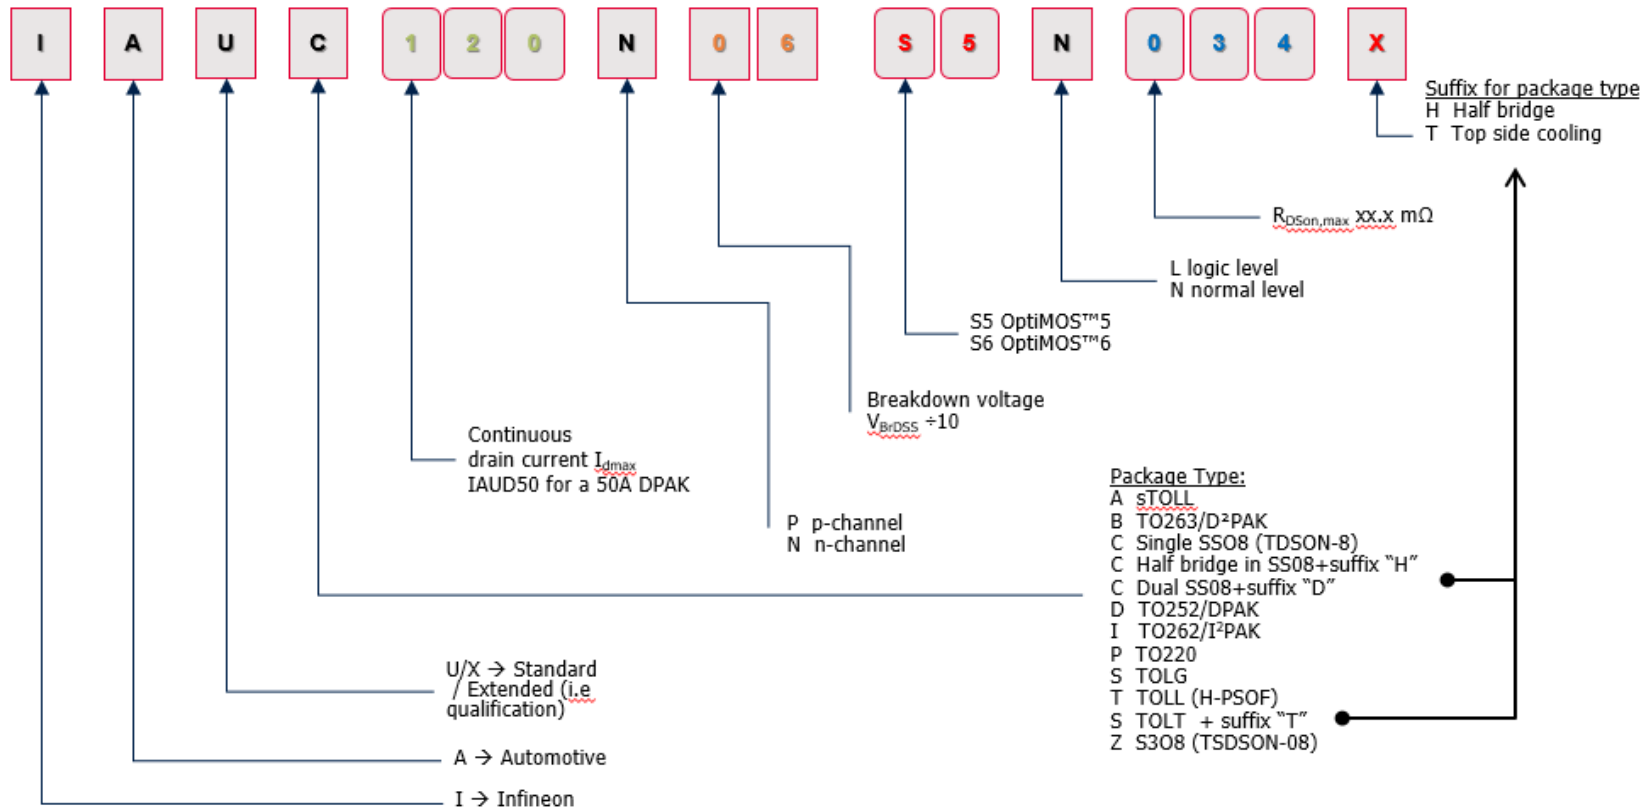 I A U C 1 2 0 N 0 6 S 5 N 0 3 4 X
Suffix for package type
H Half bridge
T Top side cooling
RDSon,max xx.x mΩ
L logic level
N normal level
S5 OptiMOS™5
S6 OptiMOS™6
Breakdown voltage
VBrDSS ÷10
Continuous
drain current Idmax
IAUD50 for a 50A DPAK
P p-channel
N n-channel
Package Type:
A sTOLL
B TO263/D²PAK
C Single SSO8 (TDSON-8)
C Half bridge in SS08+suffix “H”
C Dual SS08+suffix “D”
D TO252/DPAK
I TO262/I²PAK
P TO220
S TOLG
T TOLL (H-PSOF)
S TOLT + suffix “T”
Z S3O8 (TSDSON-08)
U/X → Standard
/ Extended (i.e
qualification)
A → Automotive
I → Infineon